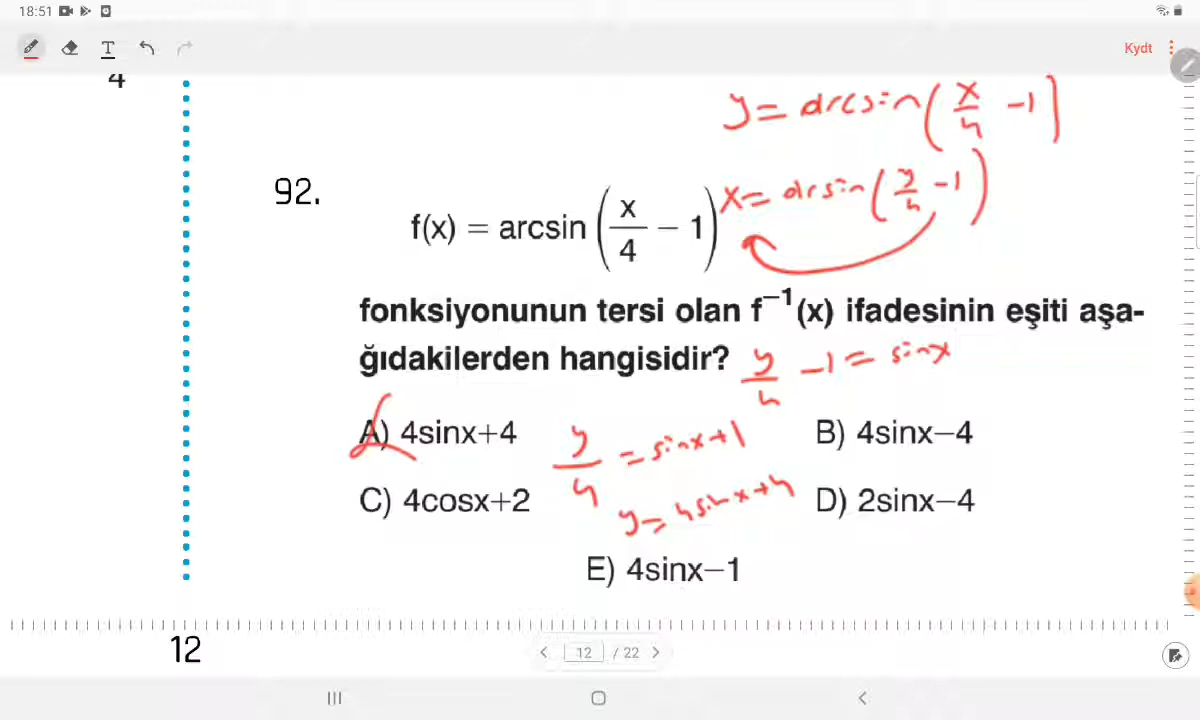 18:51
Kydt
4
y = arcsin(x/4 -1)
92.
f(x) = arcsin (x/4 − 1)
x = arcsin(y/4 -1)
fonksiyonunun tersi olan f⁻¹(x) ifadesinin eşiti aşa-
ğıdakilerden hangisidir?
y/4 -1 = sinx
A) 4sinx+4
y/4 = sinx+1
B) 4sinx−4
C) 4cosx+2
y = 4sinx+4
D) 2sinx−4
E) 4sinx−1
12
12 / 22